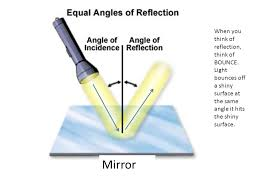 Equal Angles of Reflection
Angle of
Incidence
Angle of
Reflection
When you
think of
reflection,
think of
BOUNCE.
Light
bounces off
a shiny
surface at
the same
angle it hits
the shiny
surface.
Mirror